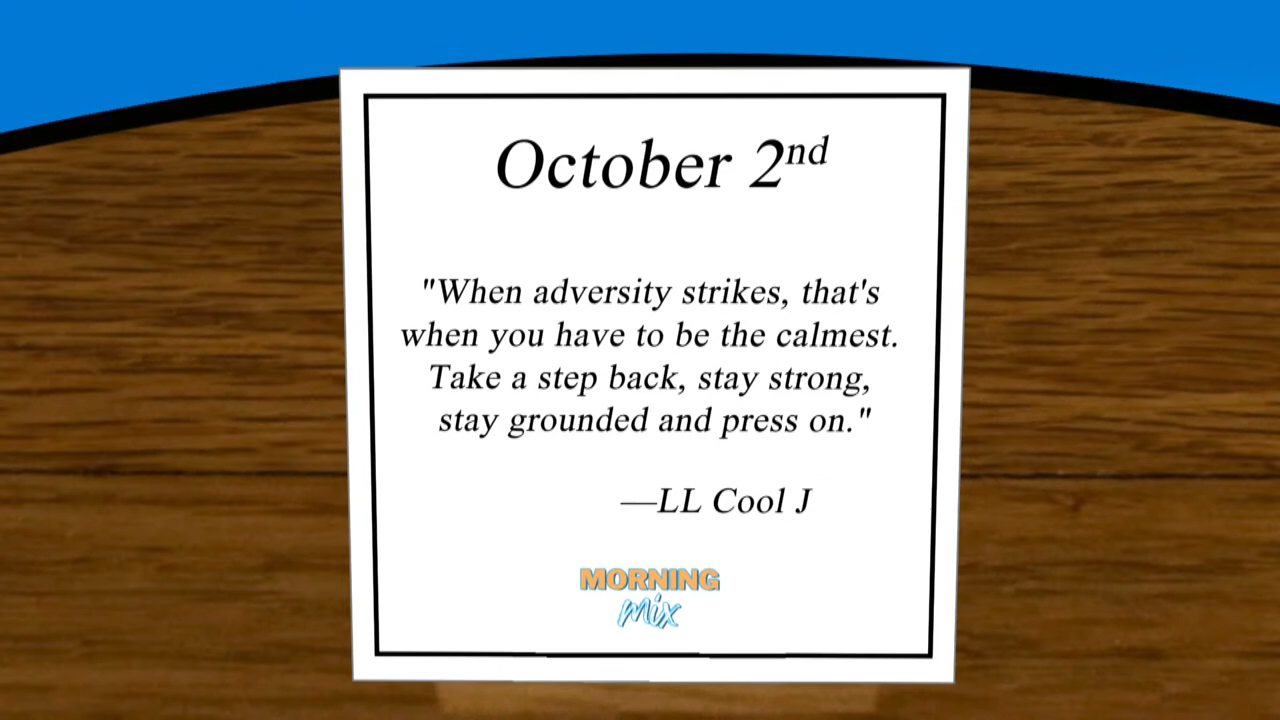 October 2nd
"When adversity strikes, that's
when you have to be the calmest.
Take a step back, stay strong,
stay grounded and press on."
—LL Cool J
MORNING
mix